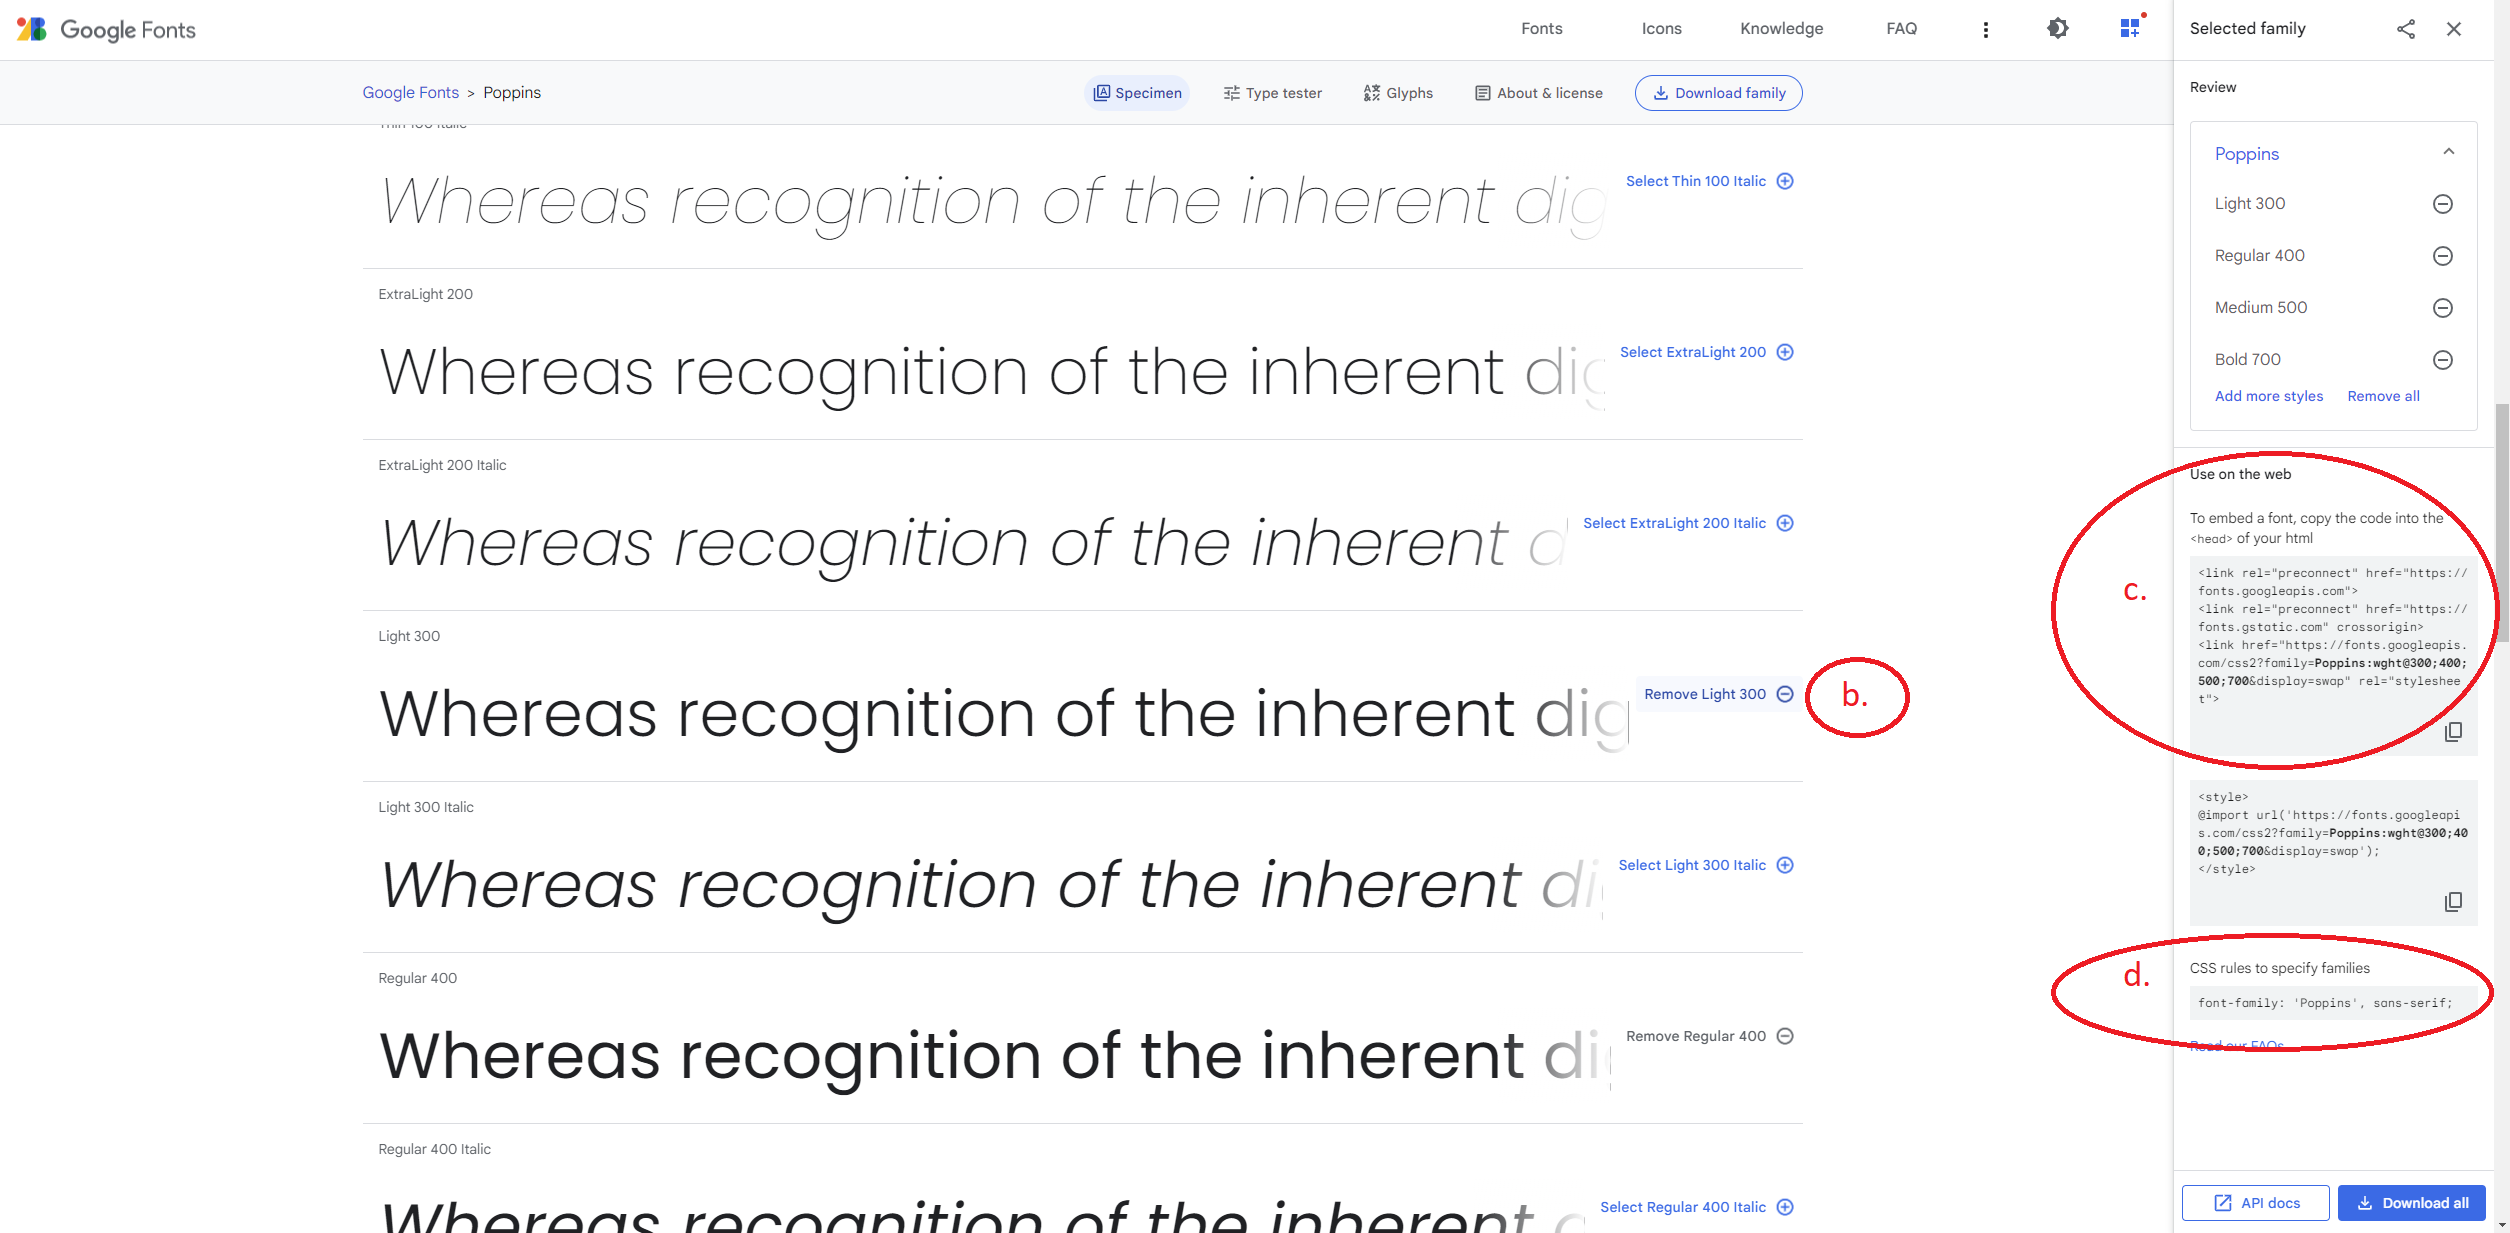 Google Fonts
Fonts
Icons
Knowledge
FAQ
Google Fonts > Poppins
Specimen
Type tester
Glyphs
About & license
Download family
Thin 100 Italic
Whereas recognition of the inherent dig
Select Thin 100 Italic
ExtraLight 200
Whereas recognition of the inherent dig
Select ExtraLight 200
ExtraLight 200 Italic
Whereas recognition of the inherent d
Select ExtraLight 200 Italic
Light 300
Whereas recognition of the inherent dig
Remove Light 300
b.
Light 300 Italic
Whereas recognition of the inherent di
Select Light 300 Italic
Regular 400
Whereas recognition of the inherent di
Remove Regular 400
Regular 400 Italic
Whereas recognition of the inherent
Select Regular 400 Italic
Selected family
Review
Poppins
Light 300
Regular 400
Medium 500
Bold 700
Add more styles
Remove all
Use on the web
To embed a font, copy the code into the
<head> of your html
c.
<link rel="preconnect" href="https://
fonts.googleapis.com">
<link rel="preconnect" href="https://
fonts.gstatic.com" crossorigin>
<link href="https://fonts.googleapis.
com/css2?family=Poppins:wght@300;400;
500;700&display=swap" rel="styleshee
t">
<style>
@import url('https://fonts.googleapi
s.com/css2?family=Poppins:wght@300;40
0;500;700&display=swap');
</style>
d.
CSS rules to specify families
font-family: 'Poppins', sans-serif;
Read our FAQs
API docs
Download all